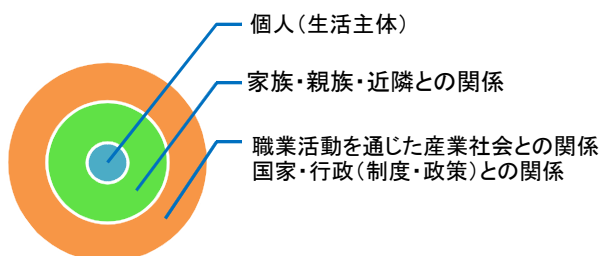 個人（生活主体）
家族・親族・近隣との関係
職業活動を通じた産業社会との関係
国家・行政（制度・政策）との関係